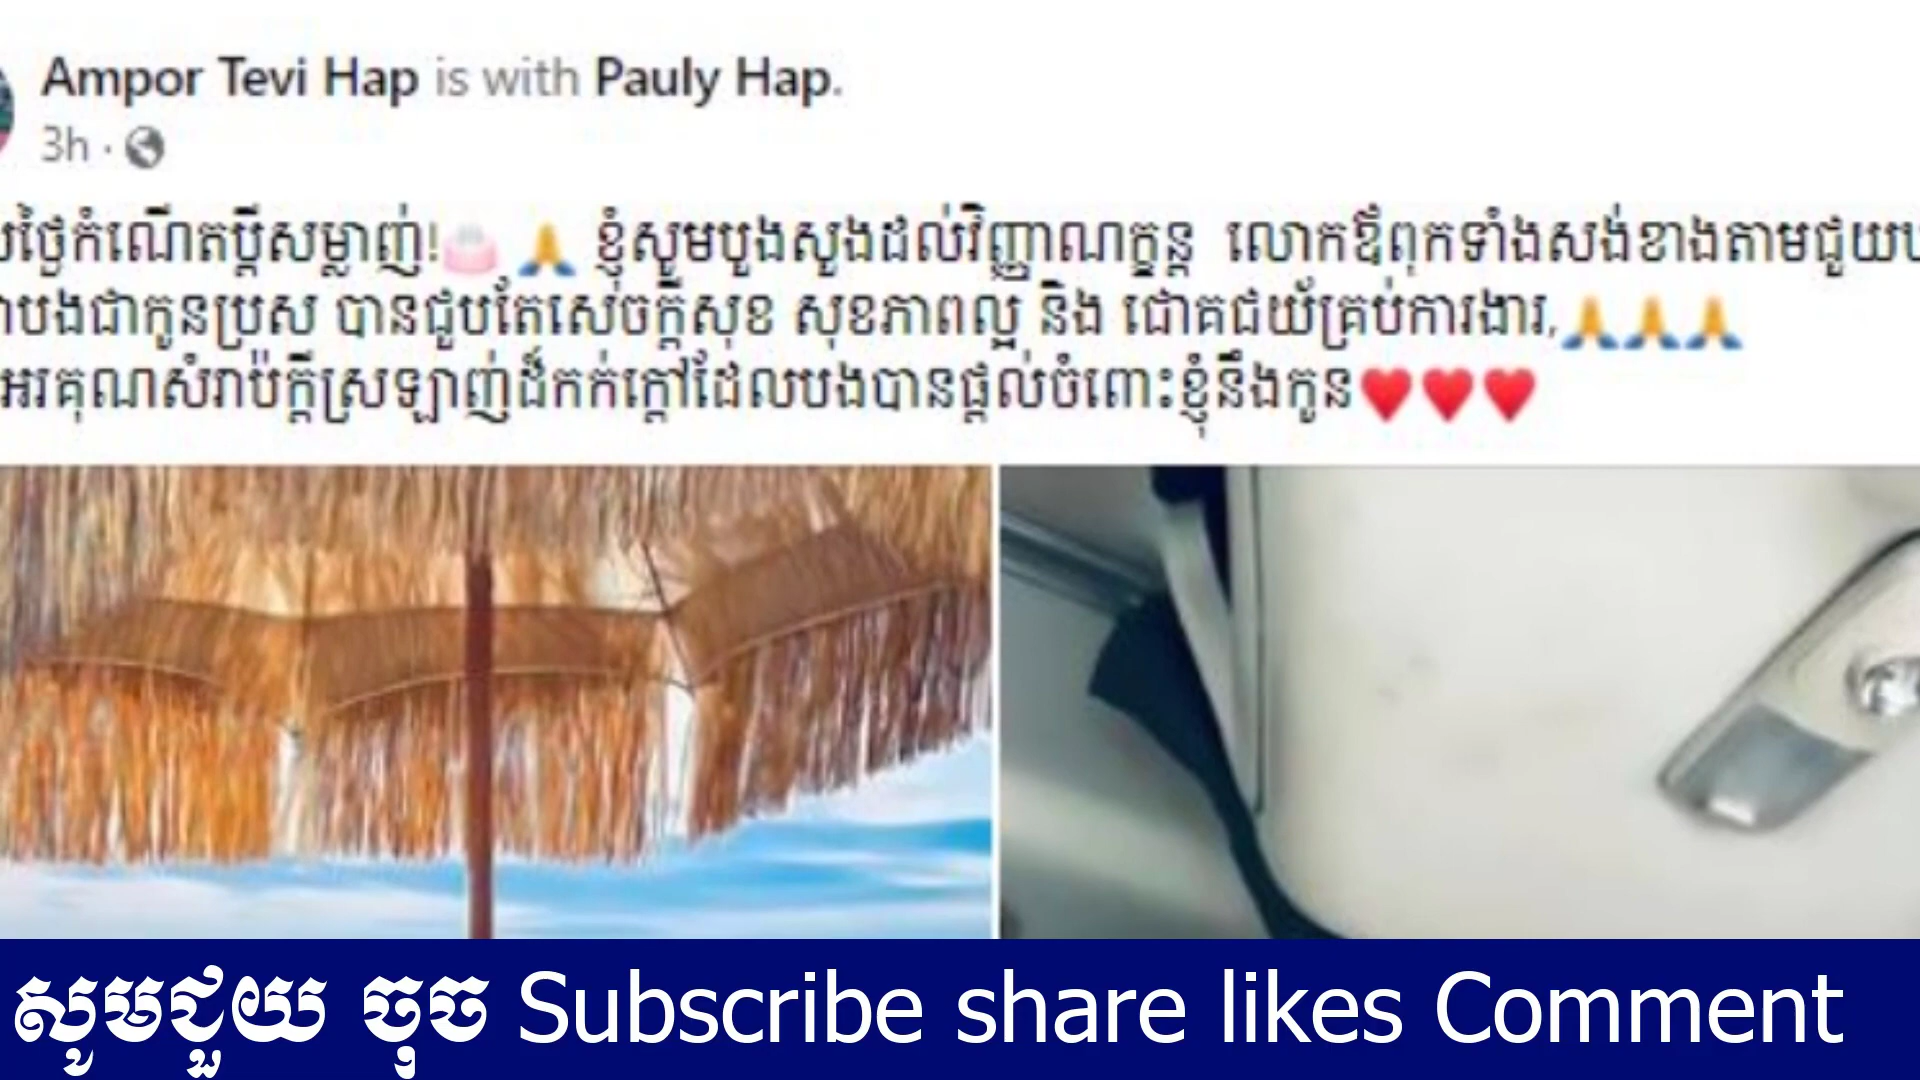 Ampor Tevi Hap is with Pauly Hap.
3h ·
ថ្ងៃកំណើតប្ដីសម្លាញ់!🎂 🙏 ខ្ញុំសូមបួងសួងដល់វិញ្ញាណក្ខន្ត លោកឪពុកទាំងសង់ខាងតាមជួយ
បងជាកូនប្រុស បានជួបតែសេចក្ដីសុខ សុខភាពល្អ និង ជោគជយ័គ្រប់ការងារ,🙏🙏🙏
អរគុណសំរាប់ក្ដីស្រឡាញ់ដ៏កក់ក្ដៅដែលបងបានផ្ដល់ចំពោះខ្ញុំនឹងកូន❤️❤️❤️
សូមជួយ ចុច Subscribe share likes Comment